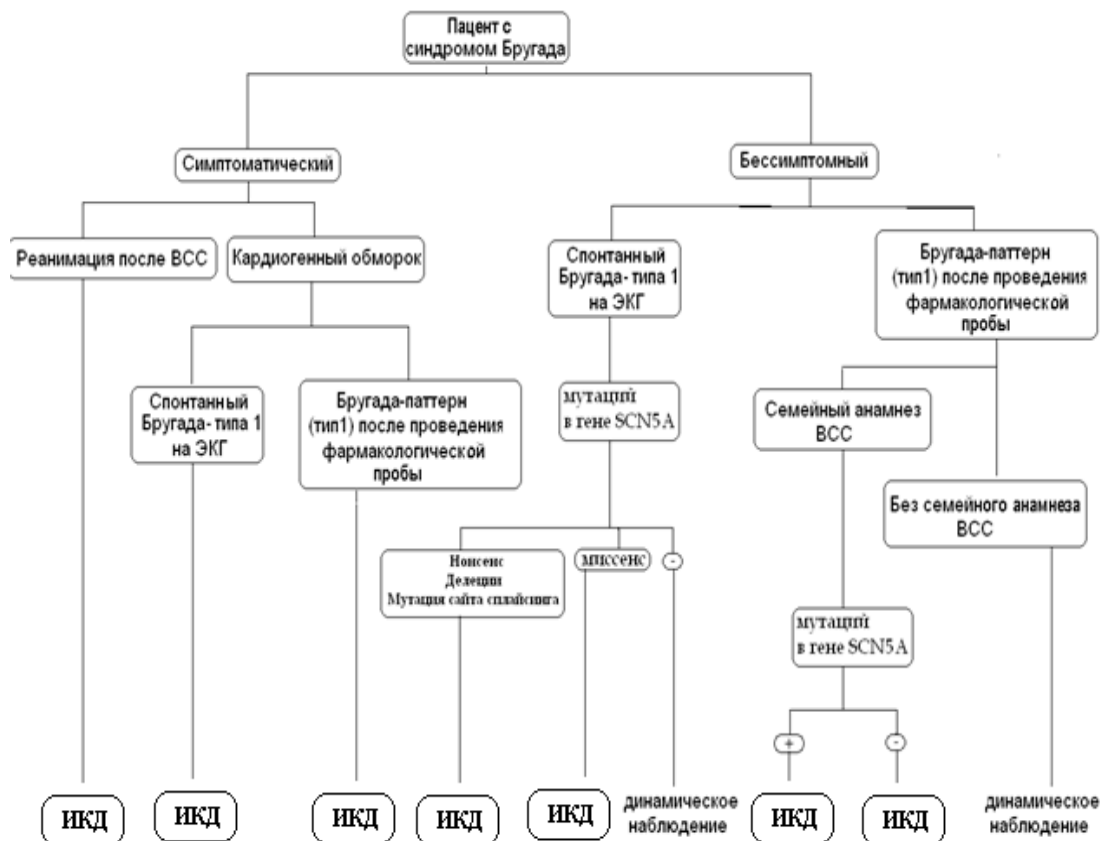 Пацент с
синдромом Бругада
Симптоматический
Бессимптомный
Реанимация после ВСС
Кардиогенный обморок
Спонтанный
Бругада- типа 1
на ЭКГ
Бругада-паттерн
(тип1) после проведения
фармакологической
пробы
Спонтанный
Бругада- типа 1
на ЭКГ
Бругада-паттерн
(тип1) после проведения
фармакологической
пробы
мутаций
в гене SCN5A
Семейный анамнез
ВСС
Без семейного анамнеза
ВСС
Нонсенс
Делеции
Мутация сайта сплайсинга
миссенс
-
мутаций
в гене SCN5A
+
-
ИКД
ИКД
ИКД
ИКД
ИКД
динамическое
наблюдение
ИКД
ИКД
динамическое
наблюдение